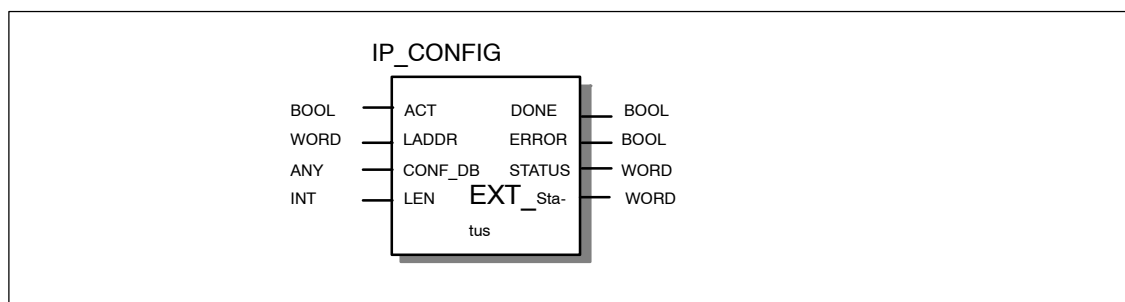 IP_CONFIG
BOOL ACT DONE BOOL
WORD LADDR ERROR BOOL
ANY CONF_DB STATUS WORD
INT LEN EXT_Sta- WORD
tus